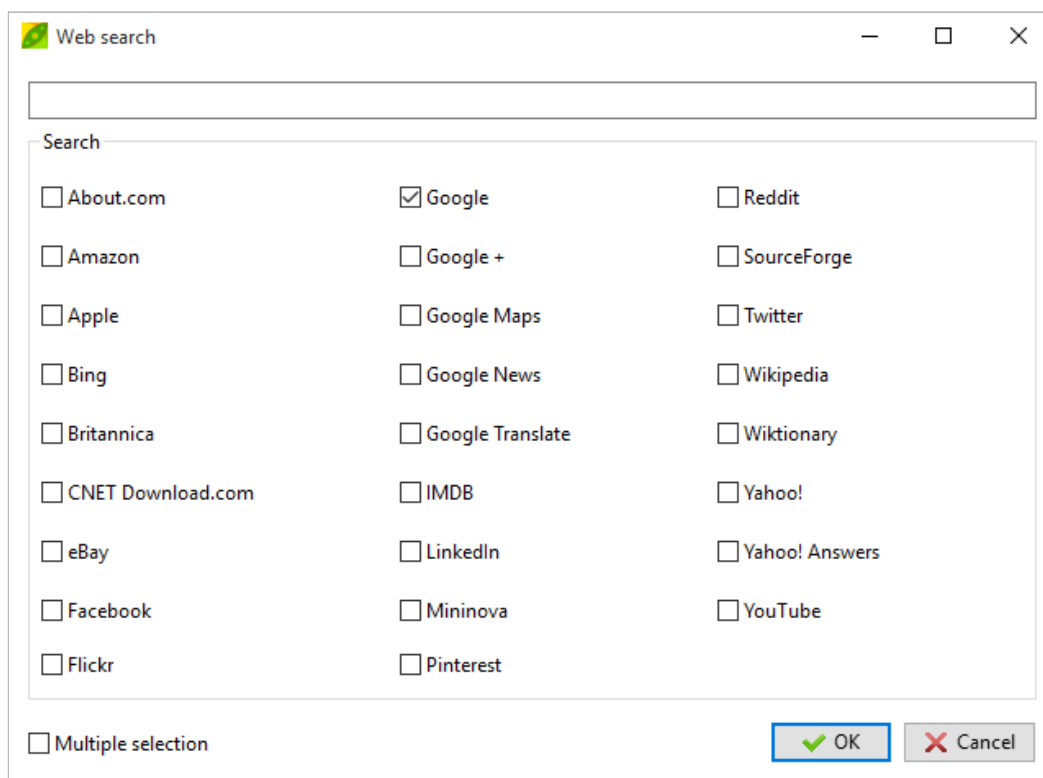 Web search
Search
About.com
Google
Reddit
Amazon
Google +
SourceForge
Apple
Google Maps
Twitter
Bing
Google News
Wikipedia
Britannica
Google Translate
Wiktionary
CNET Download.com
IMDB
Yahoo!
eBay
LinkedIn
Yahoo! Answers
Facebook
Mininova
YouTube
Flickr
Pinterest
Multiple selection
OK
Cancel